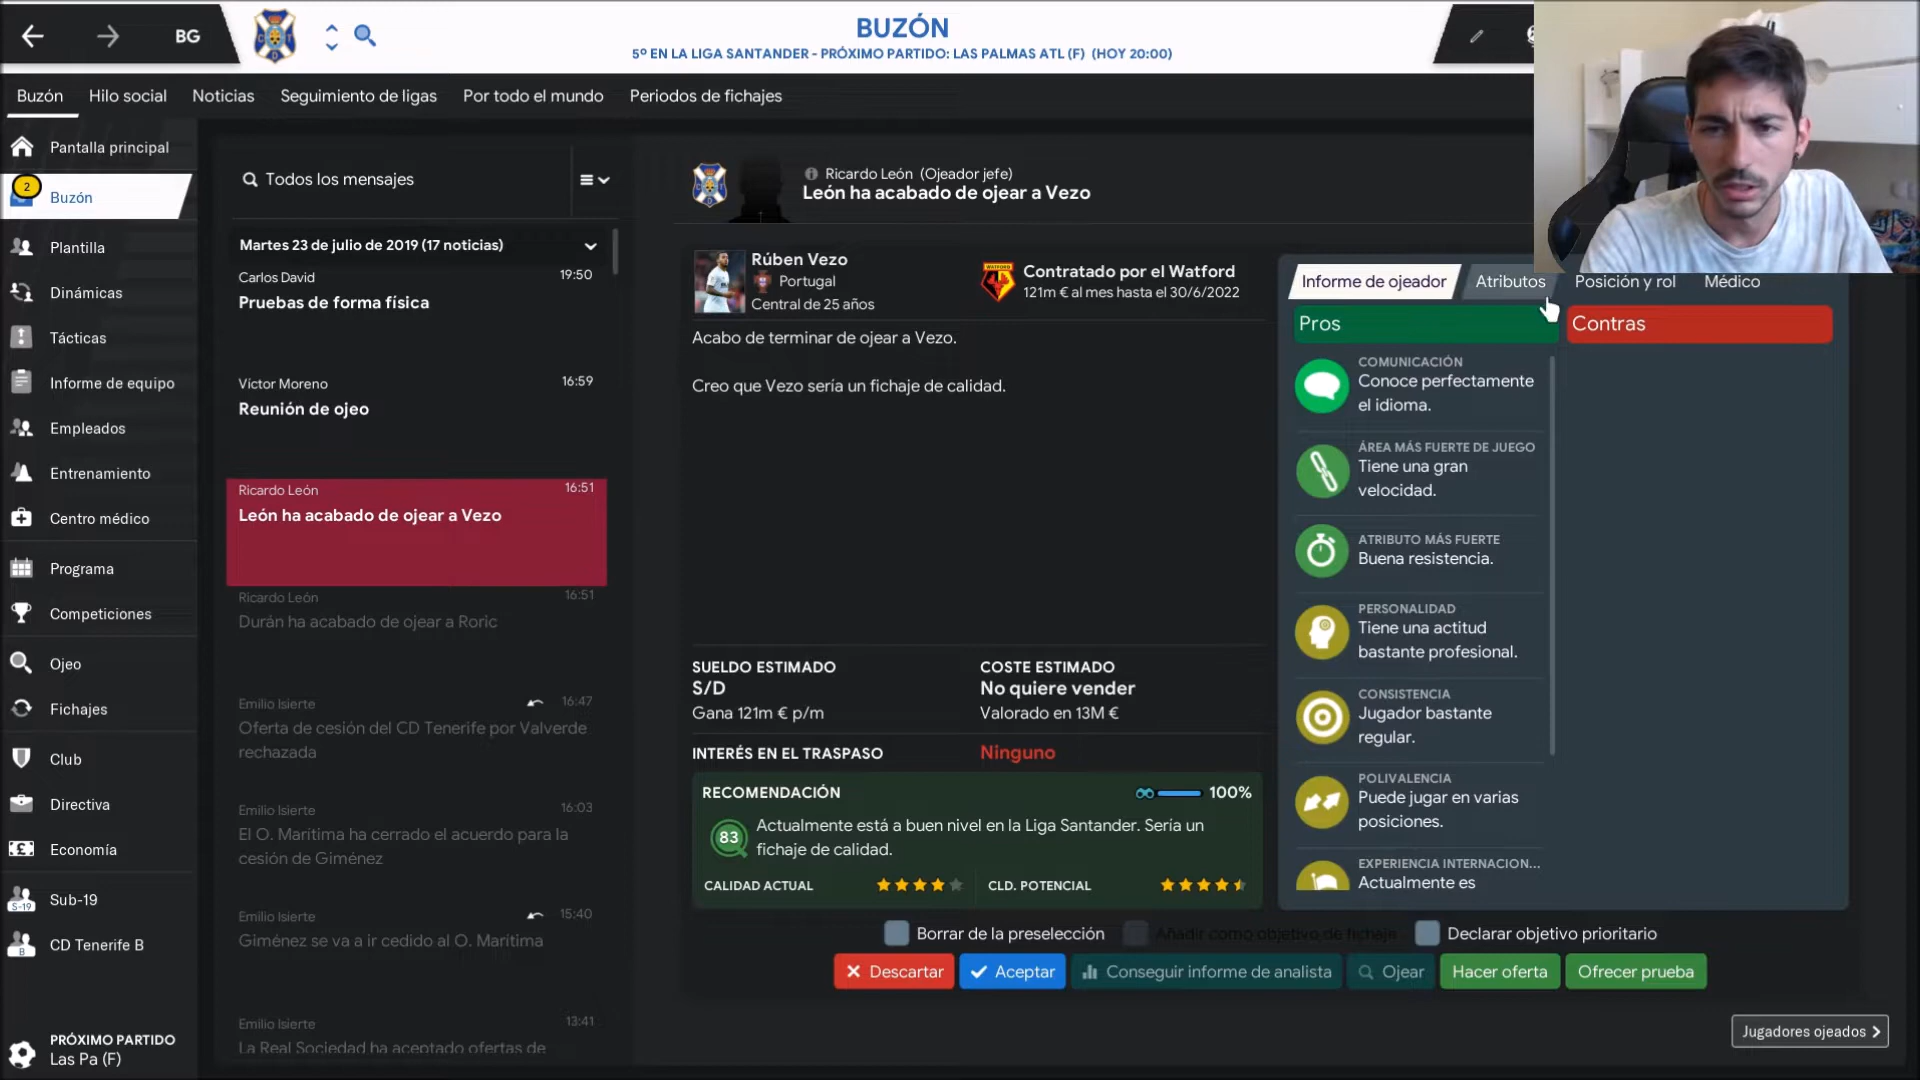 BG
BUZÓN
5º EN LA LIGA SANTANDER - PRÓXIMO PARTIDO: LAS PALMAS ATL (F) (HOY 20:00)
Buzón
Hilo social
Noticias
Seguimiento de ligas
Por todo el mundo
Periodos de fichajes
Pantalla principal
2
Buzón
Plantilla
Dinámicas
Tácticas
Informe de equipo
Empleados
Entrenamiento
Centro médico
Programa
Competiciones
Ojeo
Fichajes
Club
Directiva
Economía
S-19
Sub-19
B
CD Tenerife B
PRÓXIMO PARTIDO
Las Pa (F)
Todos los mensajes
Martes 23 de julio de 2019 (17 noticias)
Carlos David 19:50
Pruebas de forma física
Víctor Moreno 16:59
Reunión de ojeo
Ricardo León 16:51
León ha acabado de ojear a Vezo
Ricardo León 16:51
Durán ha acabado de ojear a Roric
Emilio Isierte 16:47
Oferta de cesión del CD Tenerife por Valverde
rechazada
Emilio Isierte 16:03
El O. Marítima ha cerrado el acuerdo para la
cesión de Giménez
Emilio Isierte 15:40
Giménez se va a ir cedido al O. Marítima
Emilio Isierte 13:41
La Real Sociedad ha aceptado ofertas de
Ricardo León (Ojeador jefe)
León ha acabado de ojear a Vezo
Rúben Vezo
Portugal
Central de 25 años
WATFORD
Contratado por el Watford
121m € al mes hasta el 30/6/2022
Acabo de terminar de ojear a Vezo.
Creo que Vezo sería un fichaje de calidad.
SUELDO ESTIMADO
S/D
Gana 121m € p/m
COSTE ESTIMADO
No quiere vender
Valorado en 13M €
INTERÉS EN EL TRASPASO
Ninguno
RECOMENDACIÓN
100%
83
Actualmente está a buen nivel en la Liga Santander. Sería un
fichaje de calidad.
CALIDAD ACTUAL
CLD. POTENCIAL
Informe de ojeador
Atributos
Posición y rol
Médico
Pros
Contras
COMUNICACIÓN
Conoce perfectamente
el idioma.
ÁREA MÁS FUERTE DE JUEGO
Tiene una gran
velocidad.
ATRIBUTO MÁS FUERTE
Buena resistencia.
PERSONALIDAD
Tiene una actitud
bastante profesional.
CONSISTENCIA
Jugador bastante
regular.
POLIVALENCIA
Puede jugar en varias
posiciones.
EXPERIENCIA INTERNACION...
Actualmente es
Borrar de la preselección
Añadir como objetivo de fichaje
Declarar objetivo prioritario
Descartar
Aceptar
Conseguir informe de analista
Ojear
Hacer oferta
Ofrecer prueba
Jugadores ojeados